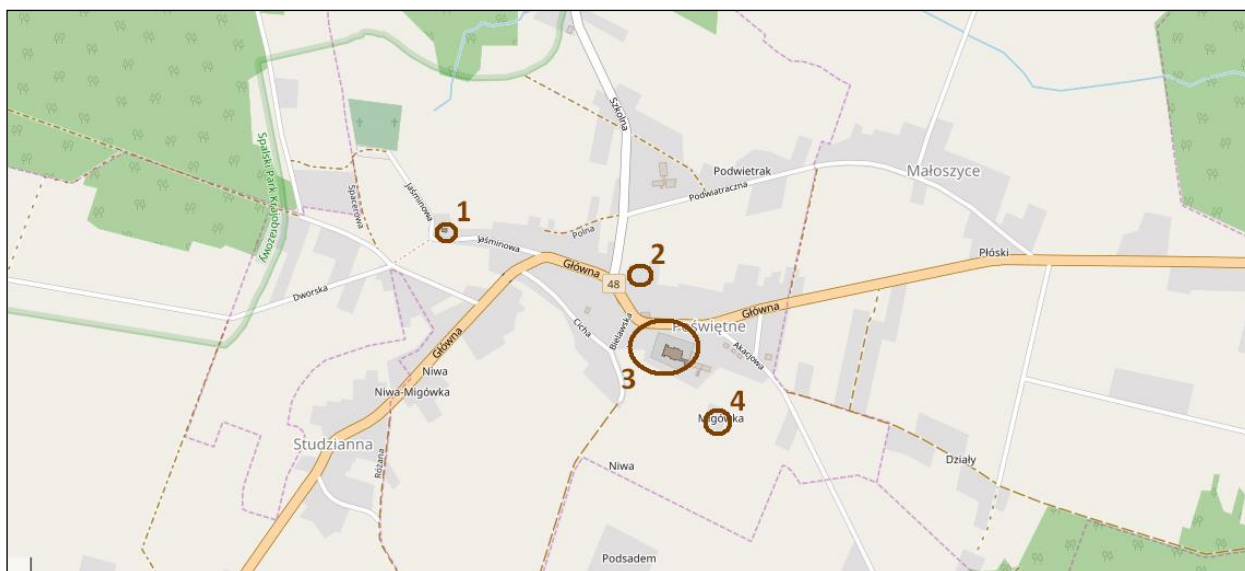 Szkolna
Spalski Park Krajobrazowy
Spacerowa
Jaśminowa
1
Jaśminowa
Polna
Podwietrak
Podwiatraczna
Małoszyce
2
Główna
48
Płóski
Dworska
Główna
Cicha
Bielawska
Główna
Poświętne
Akacjowa
3
Niwa
Niwa-Migówka
4
Migówka
Studzianna
Różana
Niwa
Działy
Podsadem